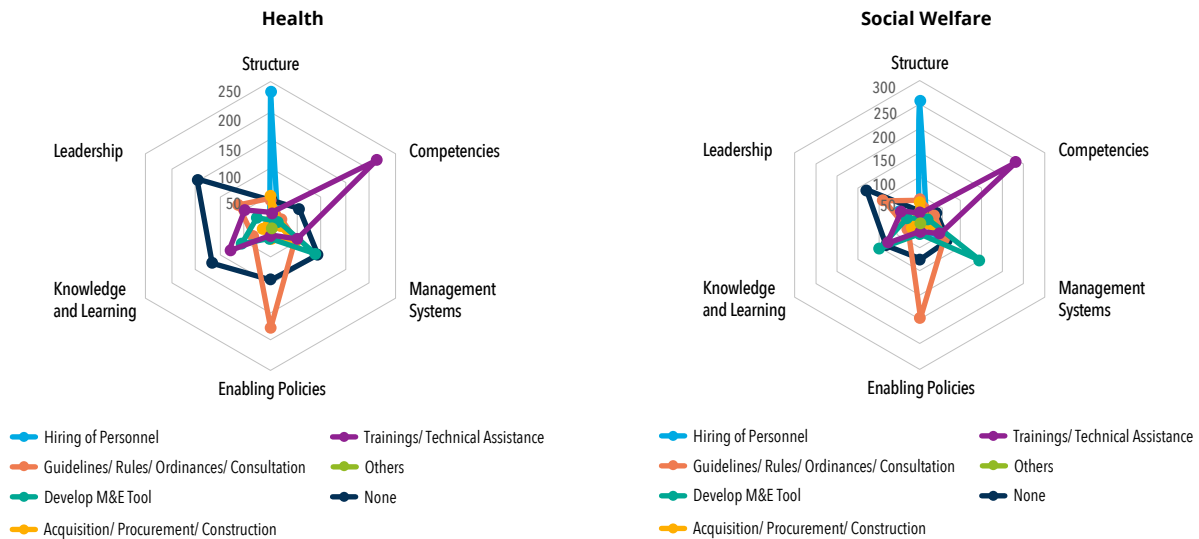 Health
Structure
250
200
150
100
50
Leadership
Competencies
Knowledge
and Learning
Management
Systems
Enabling Policies
Hiring of Personnel
Trainings/ Technical Assistance
Guidelines/ Rules/ Ordinances/ Consultation
Others
Develop M&E Tool
None
Acquisition/ Procurement/ Construction
Social Welfare
Structure
300
250
200
150
100
50
Leadership
Competencies
Knowledge
and Learning
Management
Systems
Enabling Policies
Hiring of Personnel
Trainings/ Technical Assistance
Guidelines/ Rules/ Ordinances/ Consultation
Others
Develop M&E Tool
None
Acquisition/ Procurement/ Construction